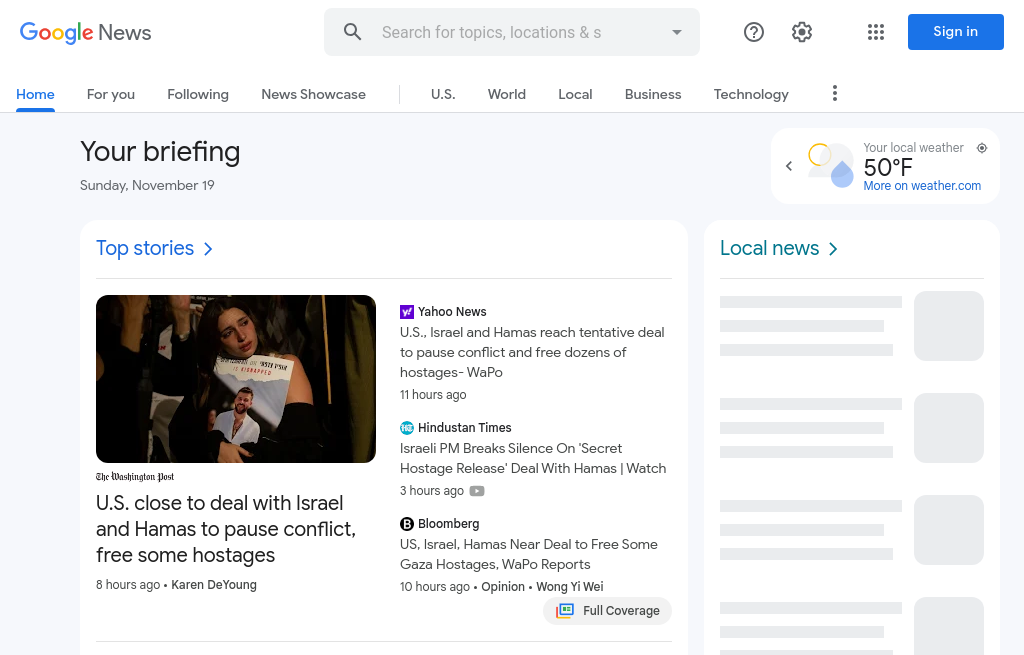 Google News
Search for topics, locations & s
Sign in
Home
For you
Following
News Showcase
U.S.
World
Local
Business
Technology
Your briefing
Sunday, November 19
Your local weather
50°F
More on weather.com
Top stories
Local news
KIDNAPPED
The Washington Post
U.S. close to deal with Israel
and Hamas to pause conflict,
free some hostages
8 hours ago • Karen DeYoung
y!
Yahoo News
U.S., Israel and Hamas reach tentative deal
to pause conflict and free dozens of
hostages- WaPo
11 hours ago
Hindustan Times
Israeli PM Breaks Silence On 'Secret
Hostage Release' Deal With Hamas | Watch
3 hours ago
B
Bloomberg
US, Israel, Hamas Near Deal to Free Some
Gaza Hostages, WaPo Reports
10 hours ago • Opinion • Wong Yi Wei
Full Coverage